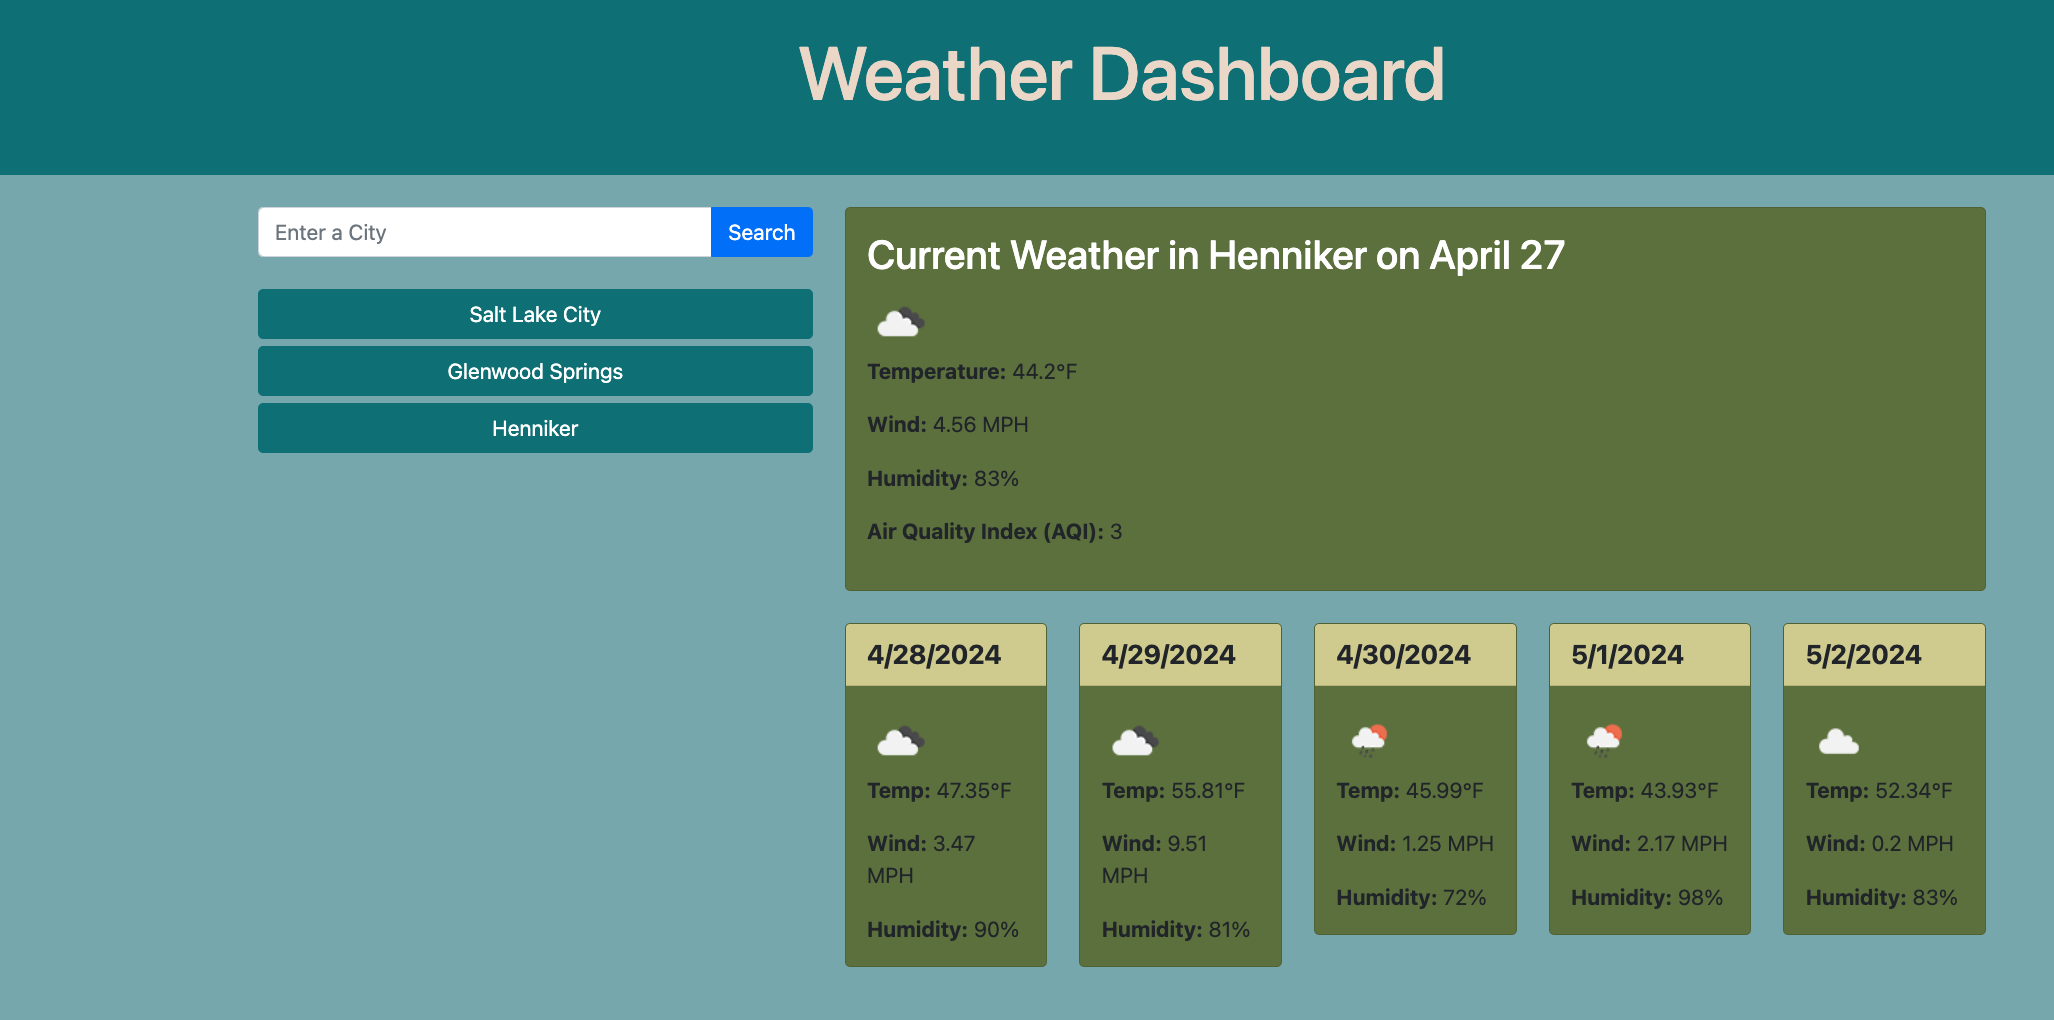 Weather Dashboard
Enter a City
Search
Salt Lake City
Glenwood Springs
Henniker
Current Weather in Henniker on April 27
Temperature: 44.2°F
Wind: 4.56 MPH
Humidity: 83%
Air Quality Index (AQI): 3
4/28/2024
Temp: 47.35°F
Wind: 3.47
MPH
Humidity: 90%
4/29/2024
Temp: 55.81°F
Wind: 9.51
MPH
Humidity: 81%
4/30/2024
Temp: 45.99°F
Wind: 1.25 MPH
Humidity: 72%
5/1/2024
Temp: 43.93°F
Wind: 2.17 MPH
Humidity: 98%
5/2/2024
Temp: 52.34°F
Wind: 0.2 MPH
Humidity: 83%